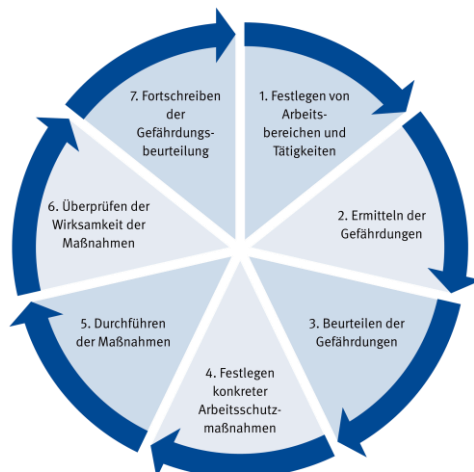 1. Festlegen von
Arbeits-
bereichen und
Tätigkeiten
2. Ermitteln der
Gefährdungen
3. Beurteilen der
Gefährdungen
4. Festlegen
konkreter
Arbeitsschutz-
maßnahmen
5. Durchführen
der Maßnahmen
6. Überprüfen der
Wirksamkeit der
Maßnahmen
7. Fortschreiben
der
Gefährdungs-
beurteilung